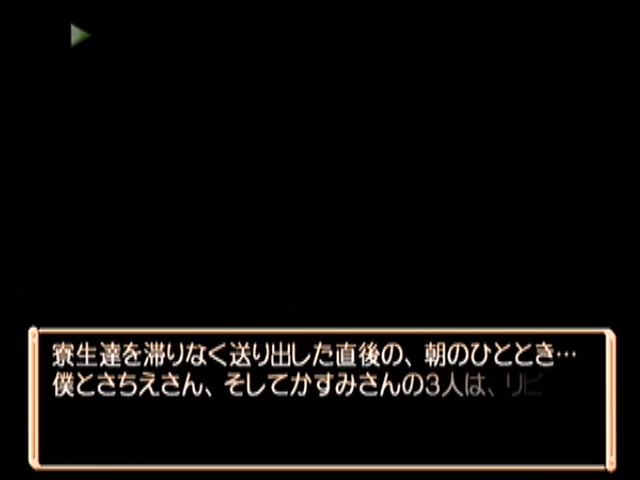 寮生達を滞りなく送り出した直後の、朝のひととき…
僕とさちえさん、そしてかすみさんの3人は、リビ